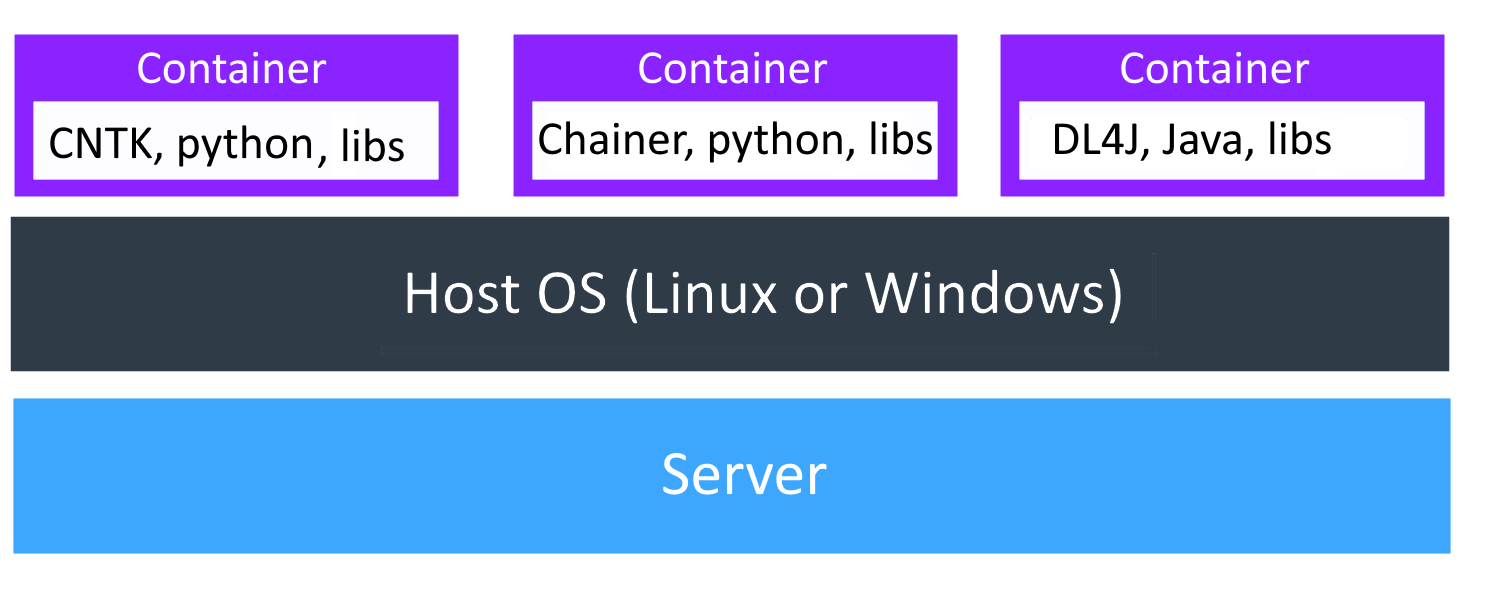 Container
CNTK, python, libs
Container
Chainer, python, libs
Container
DL4J, Java, libs
Host OS (Linux or Windows)
Server